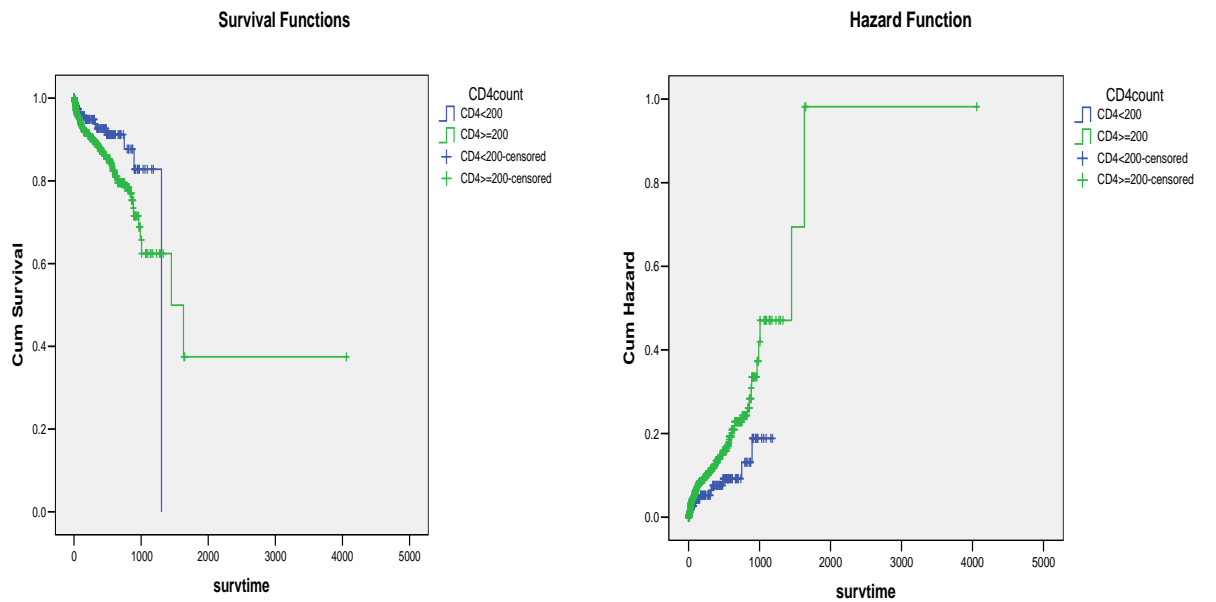 Survival Functions
Cum Survival
1.0
0.8
0.6
0.4
0.2
0.0
0
1000
2000
3000
4000
5000
survtime
CD4count
CD4<200
CD4>=200
CD4<200-censored
CD4>=200-censored
Hazard Function
Cum Hazard
1.0
0.8
0.6
0.4
0.2
0.0
0
1000
2000
3000
4000
5000
survtime
CD4count
CD4<200
CD4>=200
CD4<200-censored
CD4>=200-censored